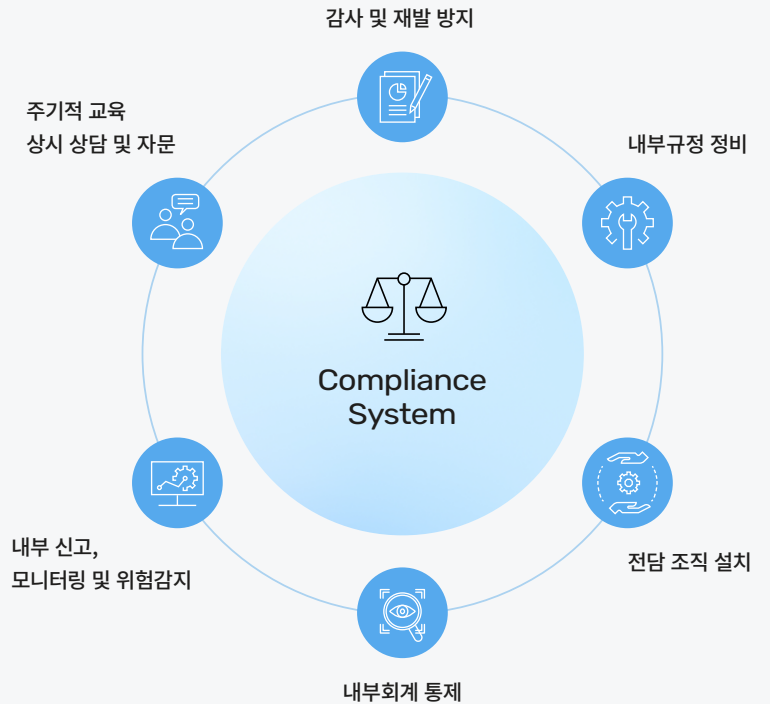 감사 및 재발 방지
주기적 교육
상시 상담 및 자문
내부규정 정비
Compliance
System
내부 신고,
모니터링 및 위험감지
전담 조직 설치
내부회계 통제